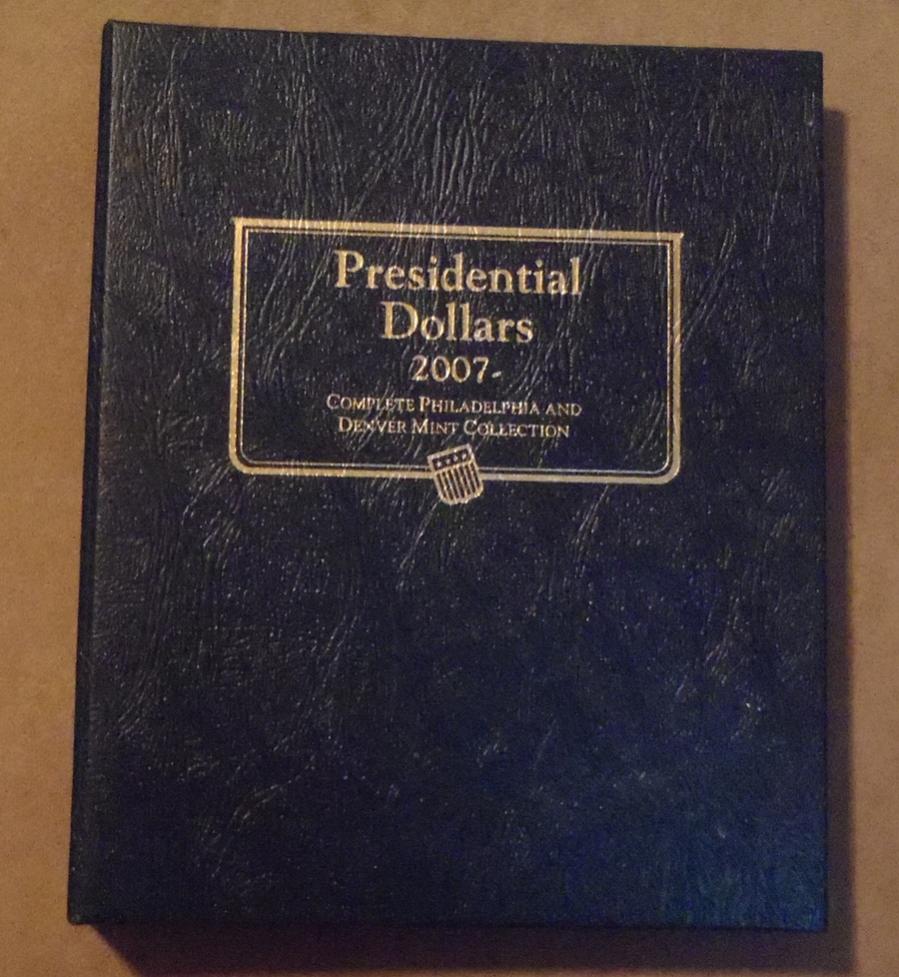 Presidential
Dollars
2007-
COMPLETE PHILADELPHIA AND
DENVER MINT COLLECTION